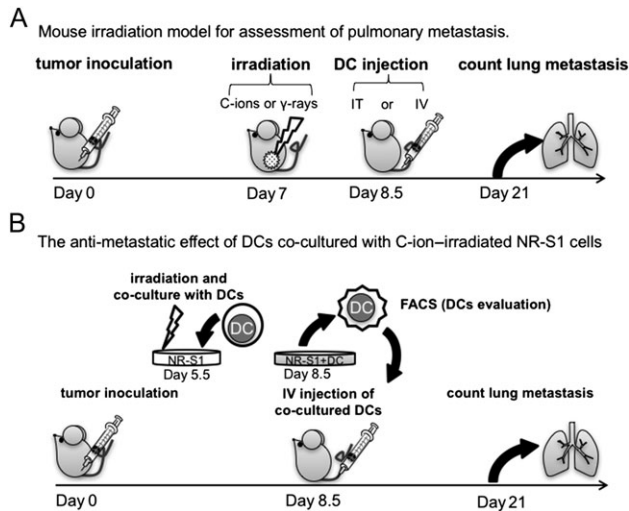 A
Mouse irradiation model for assessment of pulmonary metastasis.
tumor inoculation irradiation DC injection count lung metastasis
C-ions or γ-rays IT or IV
Day 0 Day 7 Day 8.5 Day 21
B
The anti-metastatic effect of DCs co-cultured with C-ion–irradiated NR-S1 cells
irradiation and
co-culture with DCs
DC
DC
FACS (DCs evaluation)
NR-S1
NR-S1+DC
Day 5.5
Day 8.5
tumor inoculation
IV injection of
co-cultured DCs
count lung metastasis
Day 0 Day 8.5 Day 21